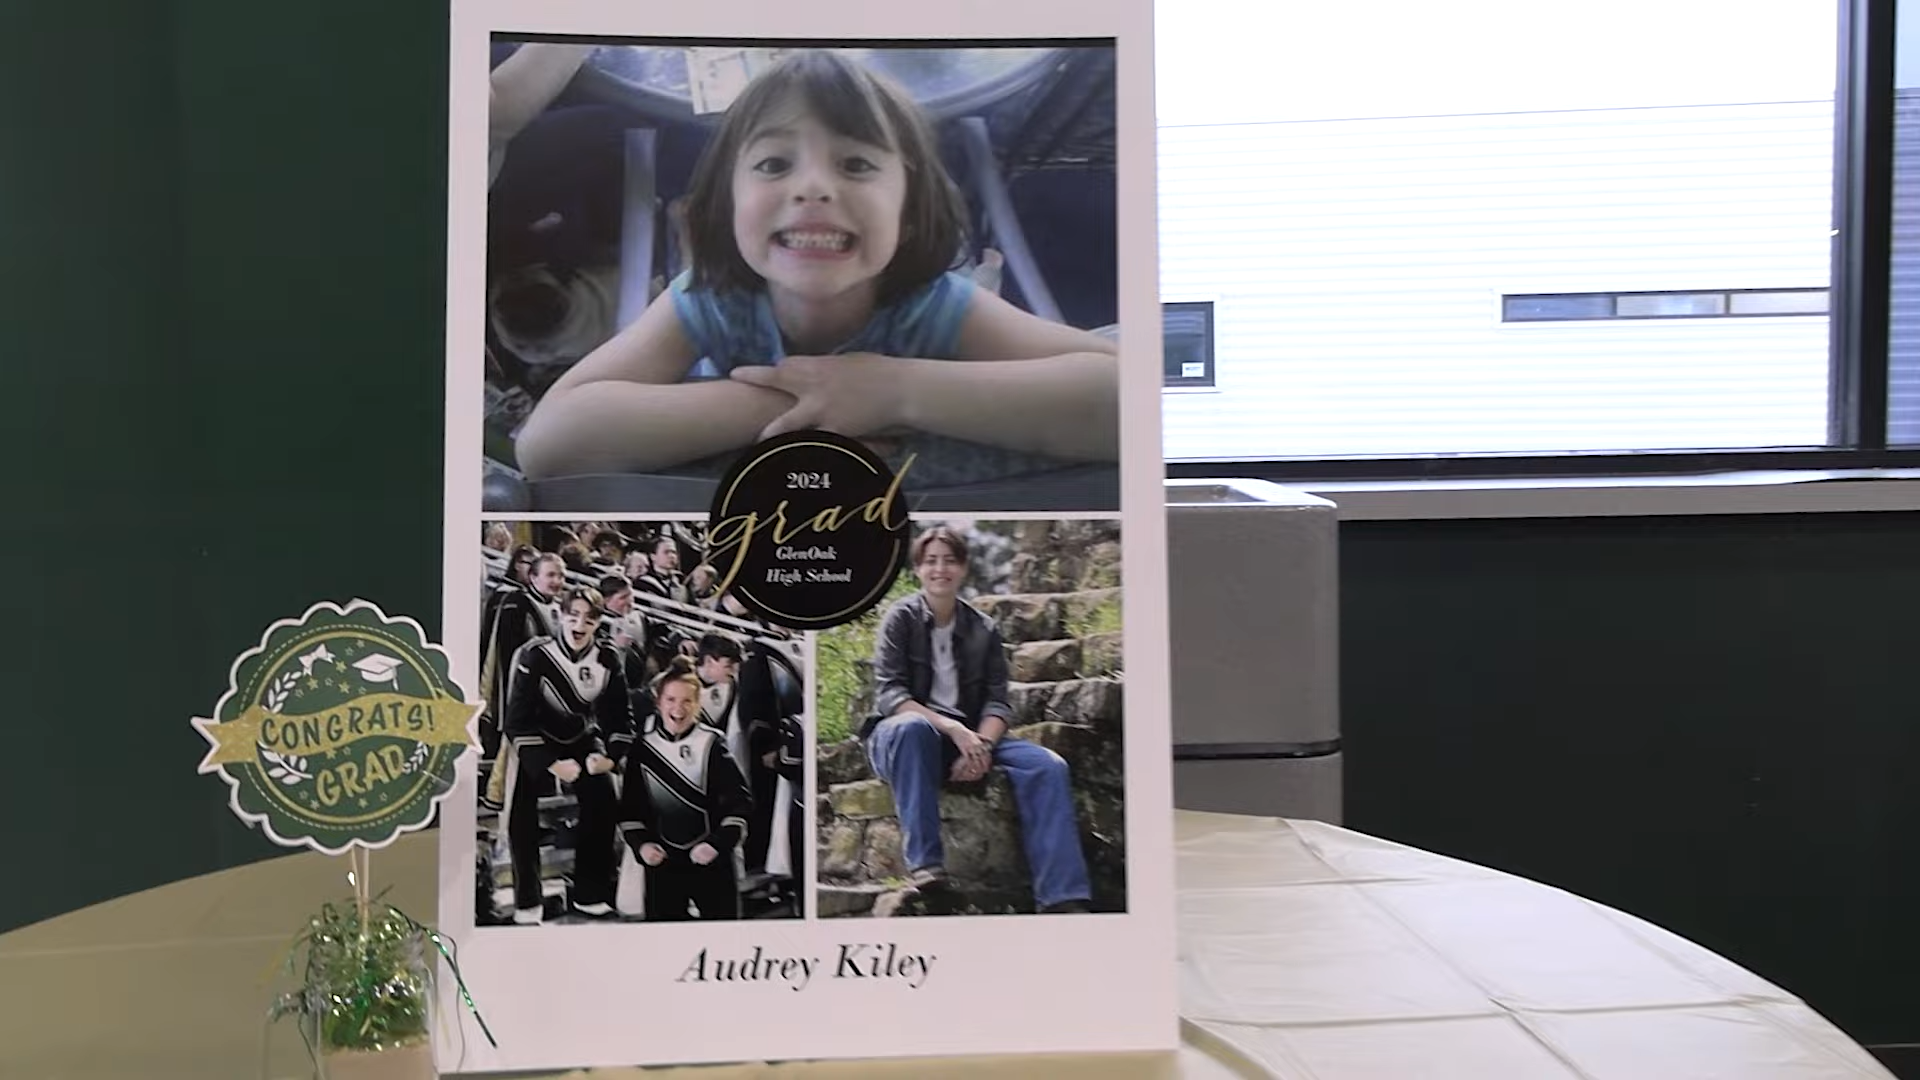 2024
grad
GlenOak
High School
CONGRATS!
GRAD
Audrey Kiley